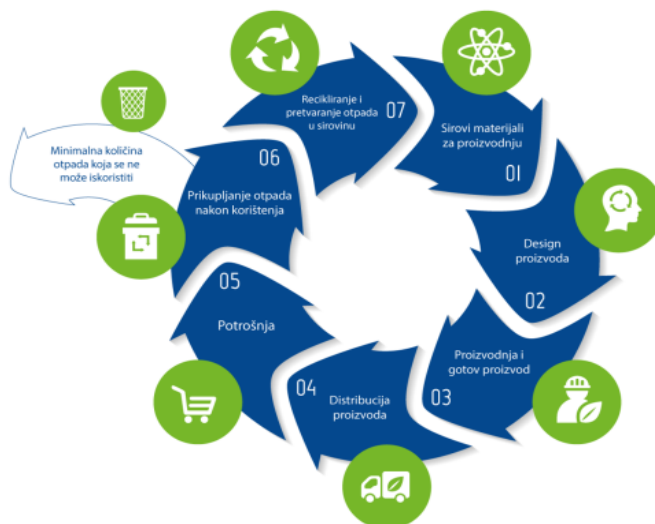 Sirovi materijali
za proizvodnju
01
Design
proizvoda
02
Proizvodnja i
gotov proizvod
03
Distribucija
proizvoda
04
Potrošnja
05
Prikupljanje otpada
nakon korištenja
06
Minimalna količina
otpada koja se ne
može iskoristiti
Recikliranje i
pretvaranje otpada
u sirovinu
07